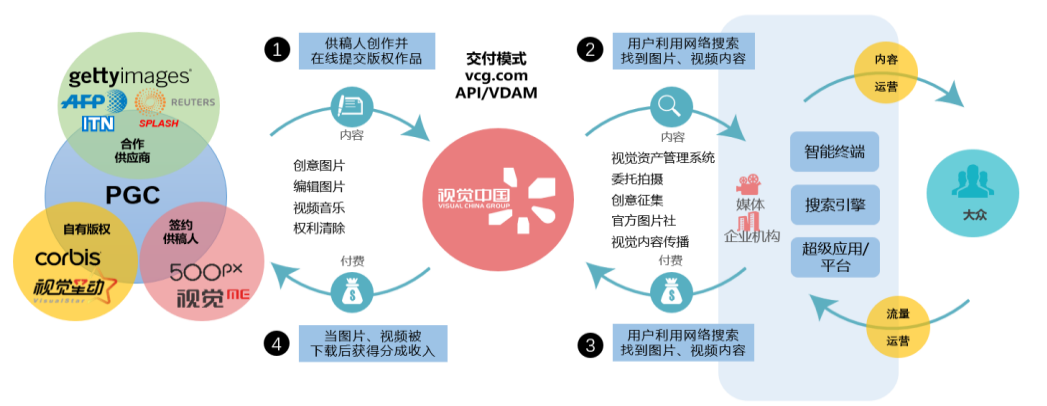 gettyimages®
AFP
REUTERS
ITN
SPLASH
合作
供应商
PGC
自有版权
corbis
视觉星动
VisualStar
签约
供稿人
500px
视觉ME
1
供稿人创作并
在线提交版权作品
内容
创意图片
编辑图片
视频音乐
权利清除
付费
$
4
当图片、视频被
下载后获得分成收入
交付模式
vcg.com
API/VDAM
视觉中国
VISUAL CHINA GROUP
2
用户利用网络搜索
找到图片、视频内容
内容
视觉资产管理系统
委托拍摄
创意征集
官方图片社
视觉内容传播
付费
$
3
用户利用网络搜索
找到图片、视频内容
媒体
企业机构
智能终端
搜索引擎
超级应用/
平台
内容
运营
大众
流量
运营